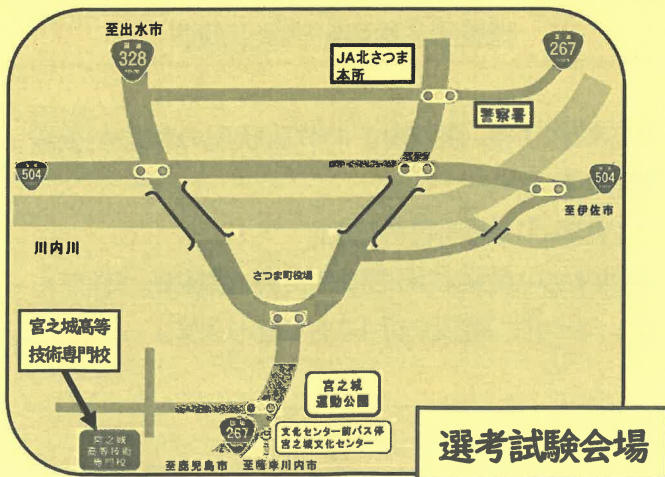 至出水市
国道
328
JA北さつま
本所
国道
267
警察署
504
504
至伊佐市
川内川
さつま町役場
宮之城高等
技術専門校
宮之城
運動公園
文化センター前バス停
宮之城文化センター
267
宮之城
高等技術
専門校
至鹿児島市
至薩摩川内市
選考試験会場